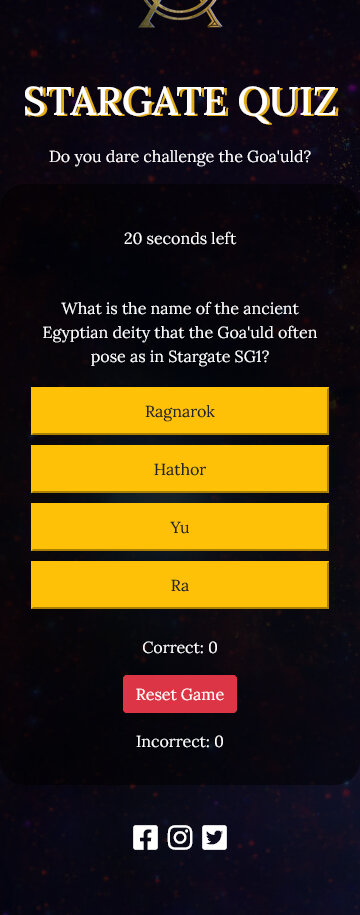 STARGATE QUIZ
Do you dare challenge the Goa'uld?
20 seconds left
What is the name of the ancient
Egyptian deity that the Goa'uld often
pose as in Stargate SG1?
Ragnarok
Hathor
Yu
Ra
Correct: 0
Reset Game
Incorrect: 0